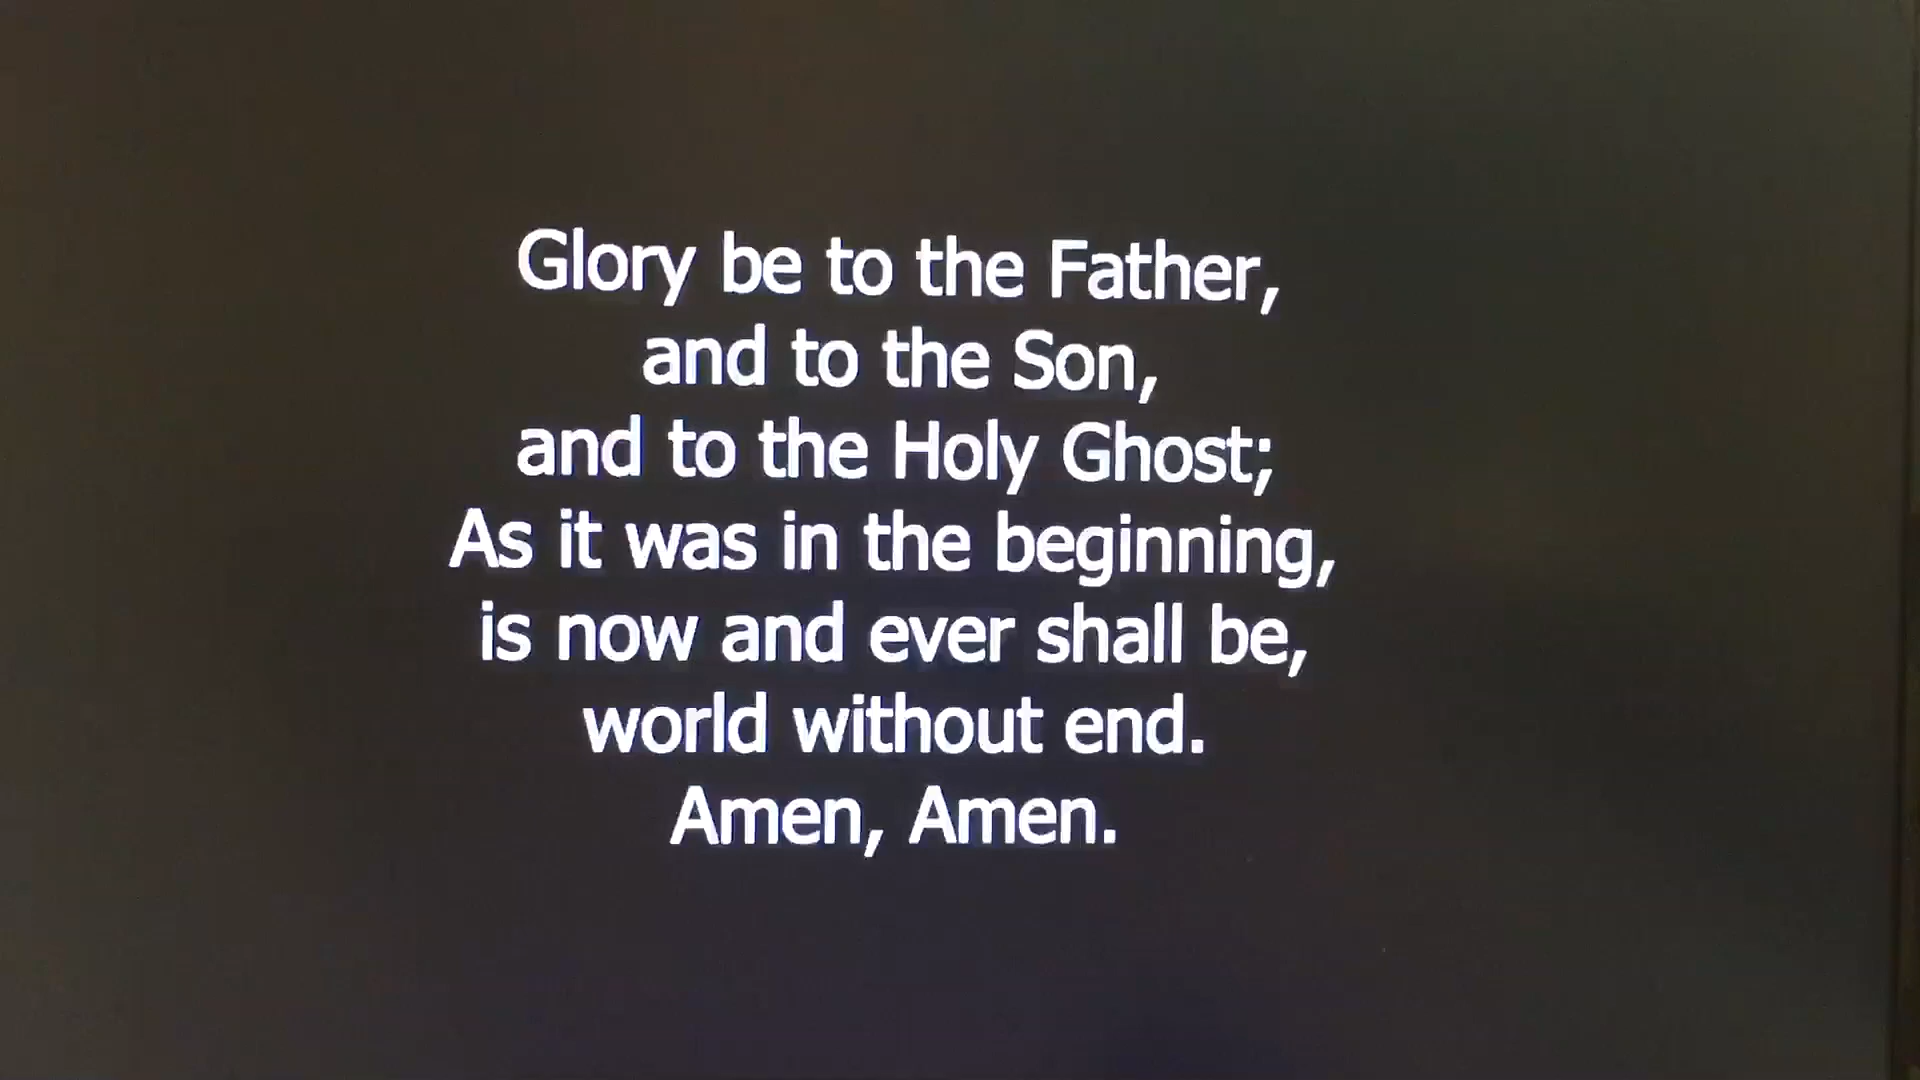 Glory be to the Father,
and to the Son,
and to the Holy Ghost;
As it was in the beginning,
is now and ever shall be,
world without end.
Amen, Amen.